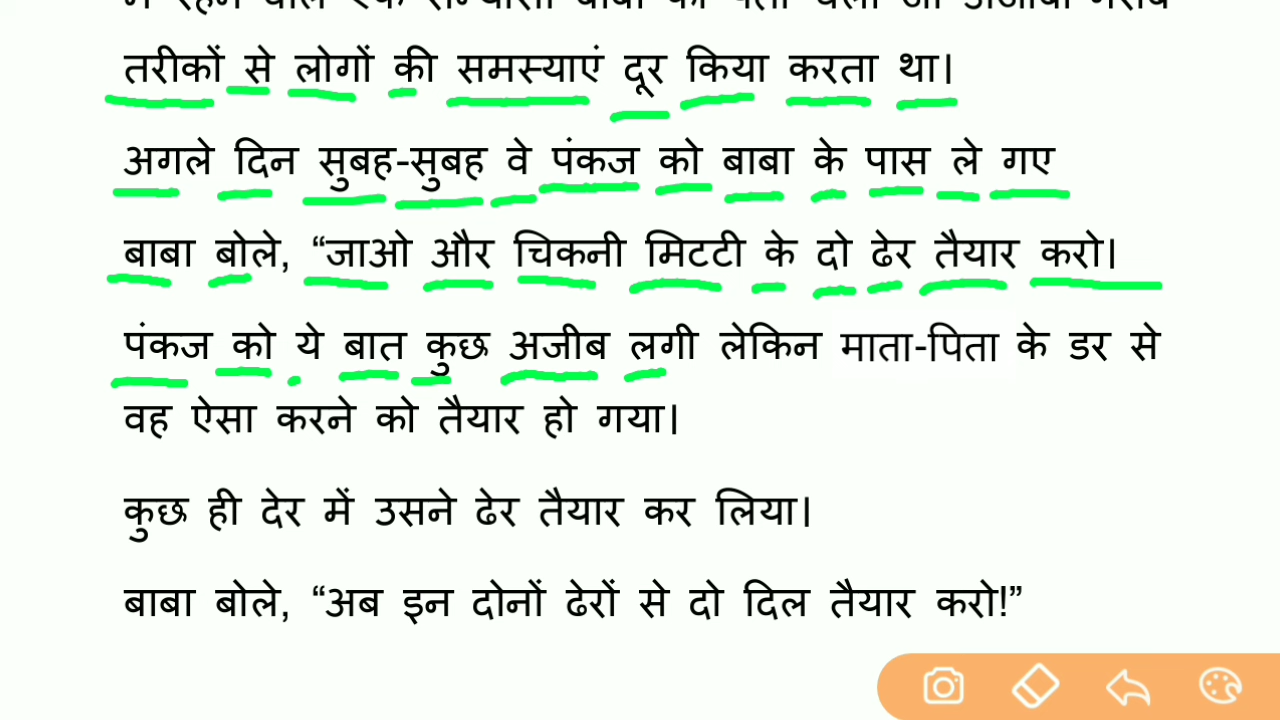 तरीकों से लोगों की समस्याएं दूर किया करता था।
अगले दिन सुबह-सुबह वे पंकज को बाबा के पास ले गए
बाबा बोले, “जाओ और चिकनी मिटटी के दो ढेर तैयार करो।
पंकज को ये बात कुछ अजीब लगी लेकिन माता-पिता के डर से
वह ऐसा करने को तैयार हो गया।
कुछ ही देर में उसने ढेर तैयार कर लिया।
बाबा बोले, “अब इन दोनों ढेरों से दो दिल तैयार करो!”